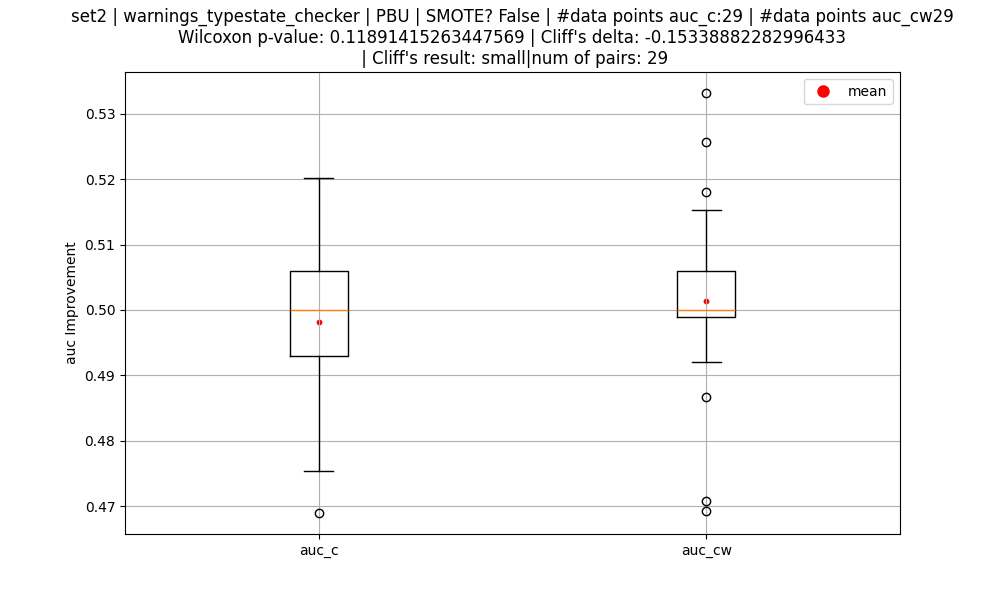 set2 | warnings_typestate_checker | PBU | SMOTE? False | #data points auc_c:29 | #data points auc_cw29
Wilcoxon p-value: 0.11891415263447569 | Cliff's delta: -0.15338882282996433
| Cliff's result: small|num of pairs: 29
mean
0.53
0.52
0.51
0.50
0.49
0.48
0.47
auc Improvement
auc_c
auc_cw